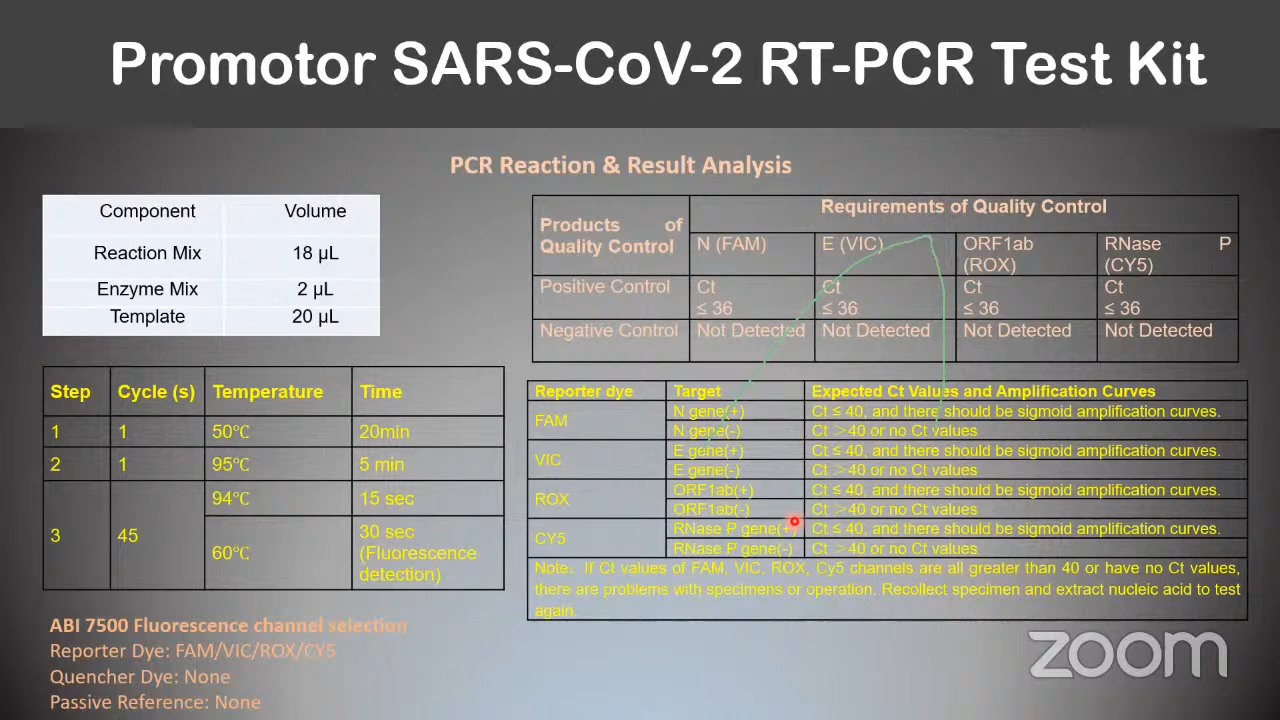 Promotor SARS-CoV-2 RT-PCR Test Kit
PCR Reaction & Result Analysis
Component Volume
Reaction Mix 18 µL
Enzyme Mix 2 µL
Template 20 µL
Products of Quality Control Requirements of Quality Control
N (FAM) E (VIC) ORF1ab (ROX) RNase P (CY5)
Positive Control Ct ≤ 36 Ct ≤ 36 Ct ≤ 36 Ct ≤ 36
Negative Control Not Detected Not Detected Not Detected Not Detected
Step Cycle (s) Temperature Time
1 1 50℃ 20min
2 1 95℃ 5 min
3 45 94℃ 15 sec
60℃ 30 sec (Fluorescence detection)
Reporter dye Target Expected Ct Values and Amplification Curves
FAM N gene(+) Ct ≤ 40, and there should be sigmoid amplification curves.
N gene(-) Ct >40 or no Ct values
VIC E gene(+) Ct ≤ 40, and there should be sigmoid amplification curves.
E gene(-) Ct >40 or no Ct values
ROX ORF1ab(+) Ct ≤ 40, and there should be sigmoid amplification curves.
ORF1ab(-) Ct >40 or no Ct values
CY5 RNase P gene(+) Ct ≤ 40, and there should be sigmoid amplification curves.
RNase P gene(-) Ct >40 or no Ct values
Note: If Ct values of FAM, VIC, ROX, Cy5 channels are all greater than 40 or have no Ct values,
there are problems with specimens or operation. Recollect specimen and extract nucleic acid to test
again.
ABI 7500 Fluorescence channel selection
Reporter Dye: FAM/VIC/ROX/CY5
Quencher Dye: None
Passive Reference: None
zoom